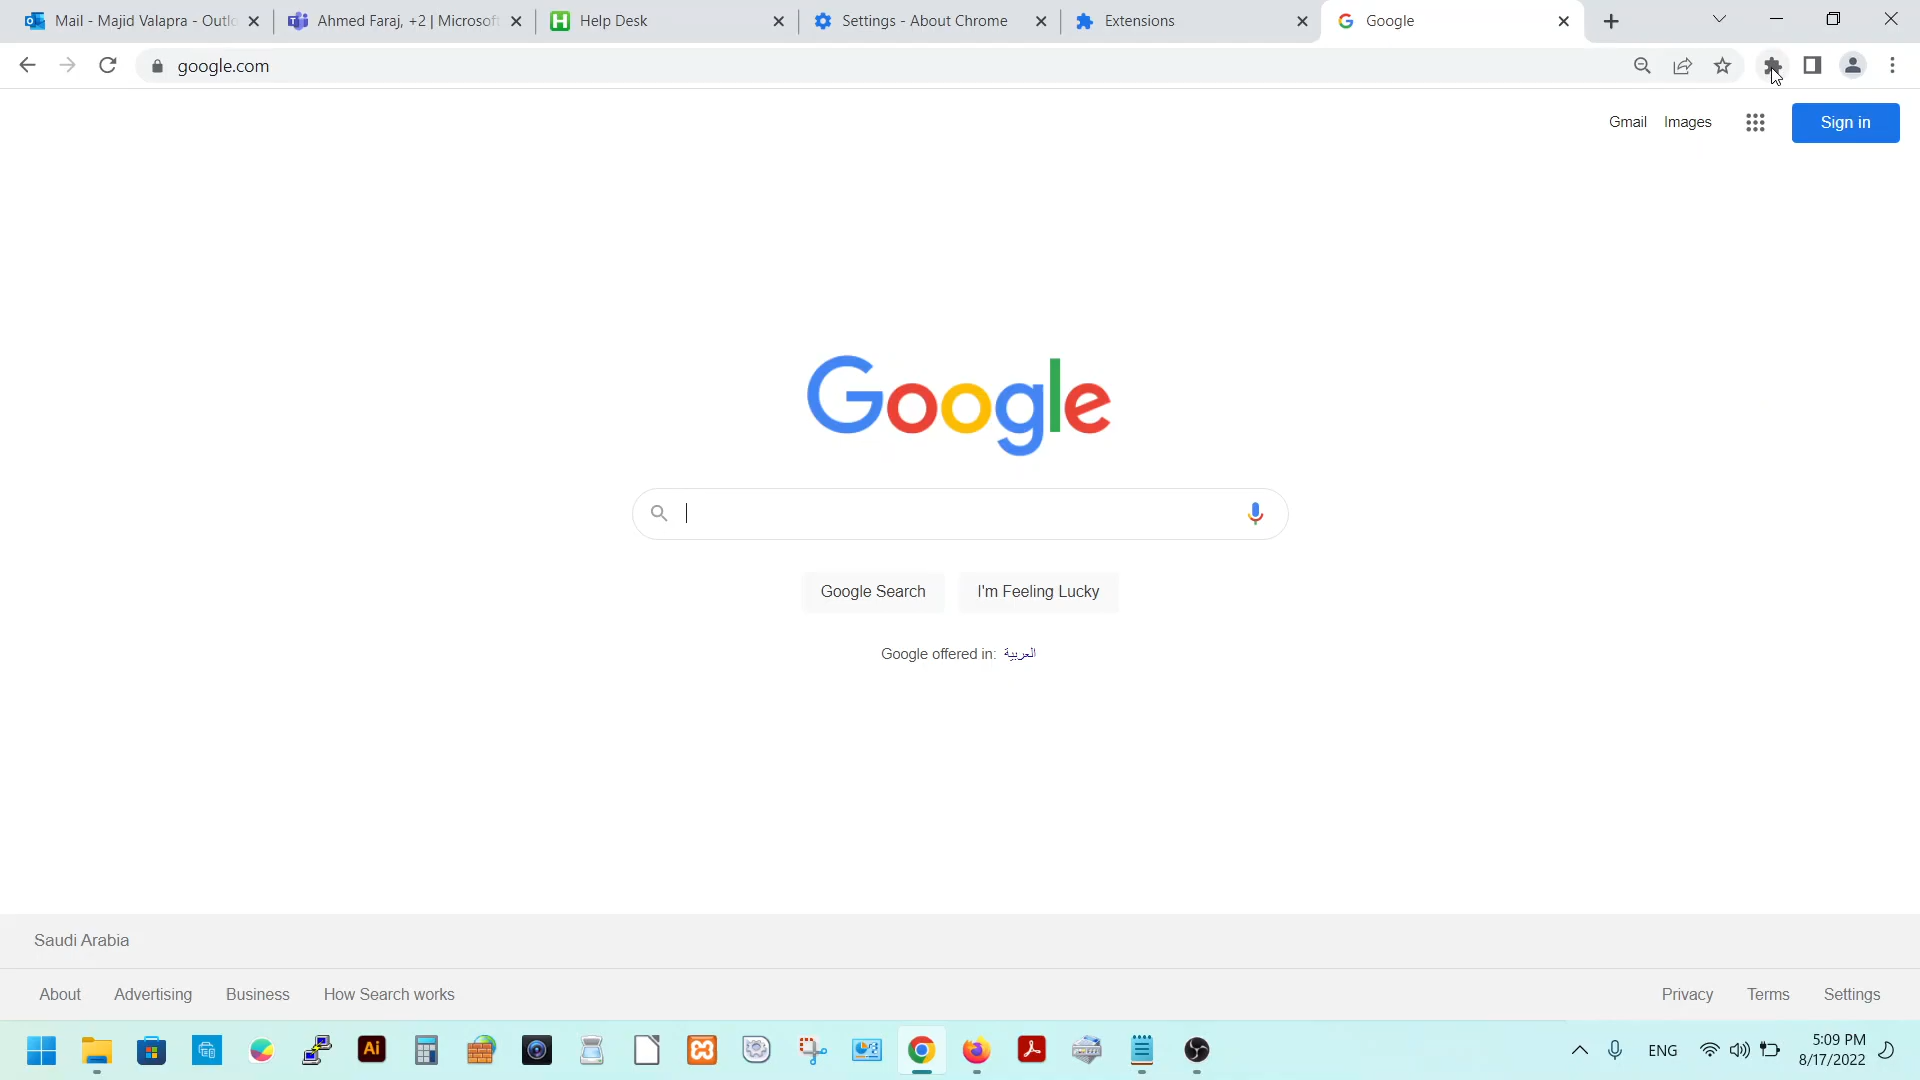 Mail - Majid Valapra - Outlo
Ahmed Faraj, +2 | Microsoft
Help Desk
Settings - About Chrome
Extensions
Google
google.com
Gmail Images Sign in
Google
Google Search I'm Feeling Lucky
Google offered in: العربية
Saudi Arabia
About Advertising Business How Search works Privacy Terms Settings
Ai
ENG
5:09 PM
8/17/2022